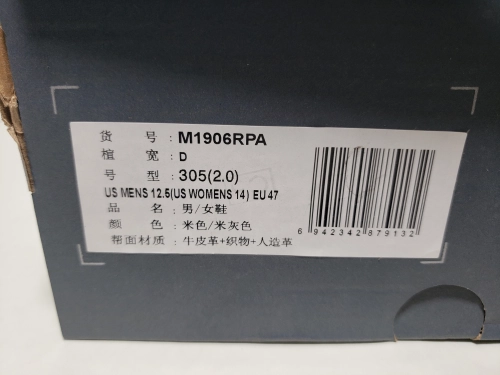 货 号: M1906RPA
楦 宽: D
号 型: 305(2.0)
US MENS 12.5(US WOMENS 14) EU 47
品 名: 男/女鞋
颜 色: 米色/米灰色
帮面材质: 牛皮革+织物+人造革
6 942342 879132